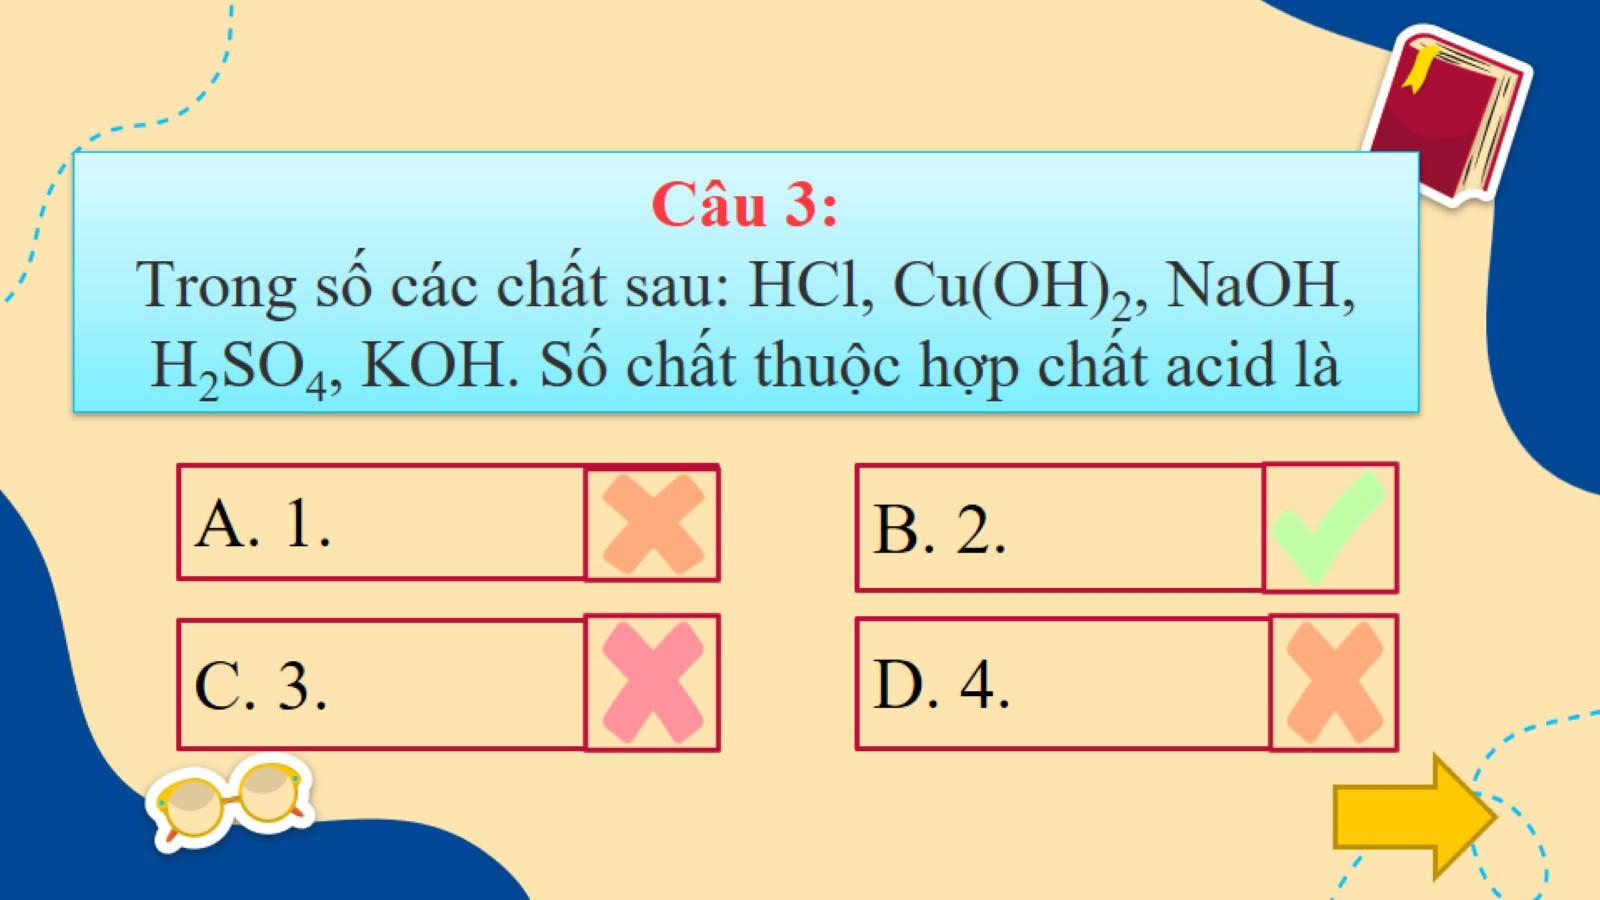 Câu 3:
Trong số các chất sau: HCl, Cu(OH)₂, NaOH,
H₂SO₄, KOH. Số chất thuộc hợp chất acid là
A. 1.
B. 2.
C. 3.
D. 4.